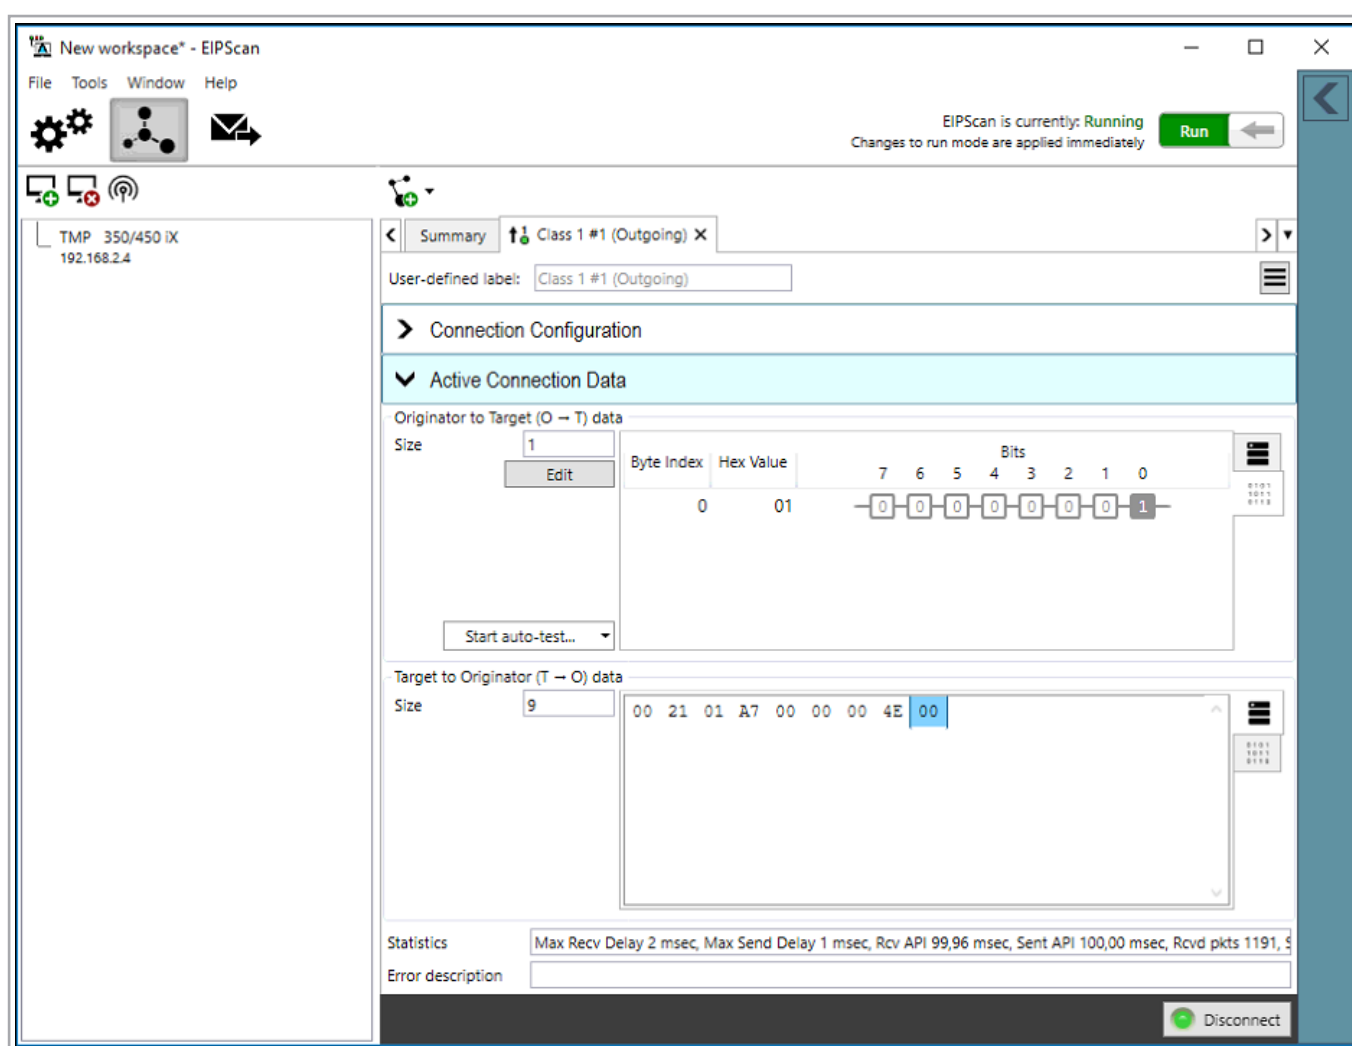 New workspace* - EIPScan
File Tools Window Help
EIPScan is currently: Running
Changes to run mode are applied immediately
Run
TMP 350/450 iX
192.168.2.4
Summary
Class 1 #1 (Outgoing)
User-defined label: Class 1 #1 (Outgoing)
Connection Configuration
Active Connection Data
Originator to Target (O → T) data
Size 1
Edit
Byte Index Hex Value Bits
7 6 5 4 3 2 1 0
0 01 0 0 0 0 0 0 0 1
0101
1011
0110
Start auto-test...
Target to Originator (T → O) data
Size 9
00 21 01 A7 00 00 00 4E 00
0101
1011
0110
Statistics Max Recv Delay 2 msec, Max Send Delay 1 msec, Rcv API 99,96 msec, Sent API 100,00 msec, Rcvd pkts 1191, S
Error description
Disconnect